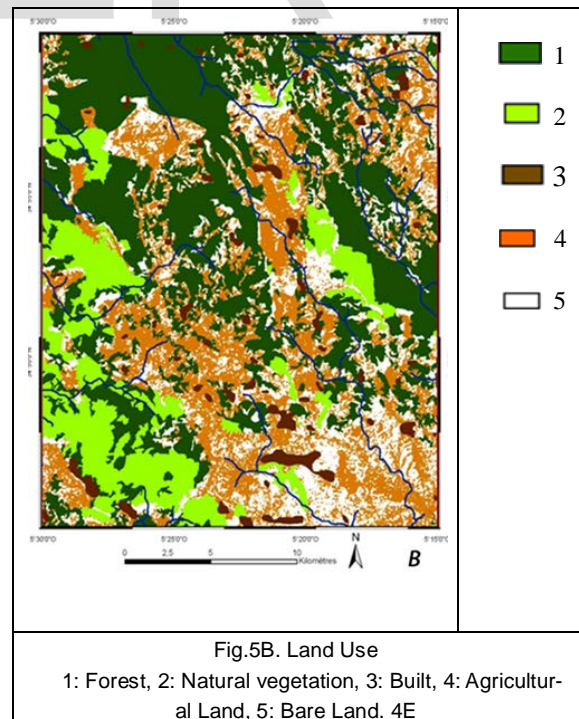 5°30'0"O 5°25'0"O 5°20'0"O 5°15'0"O
1
2
3
4
5
5°30'0"O 5°25'0"O 5°20'0"O 5°15'0"O
0 2,5 5 10
Kilomètres
N
B
Fig.5B. Land Use
1: Forest, 2: Natural vegetation, 3: Built, 4: Agricultur-
al Land, 5: Bare Land. 4E